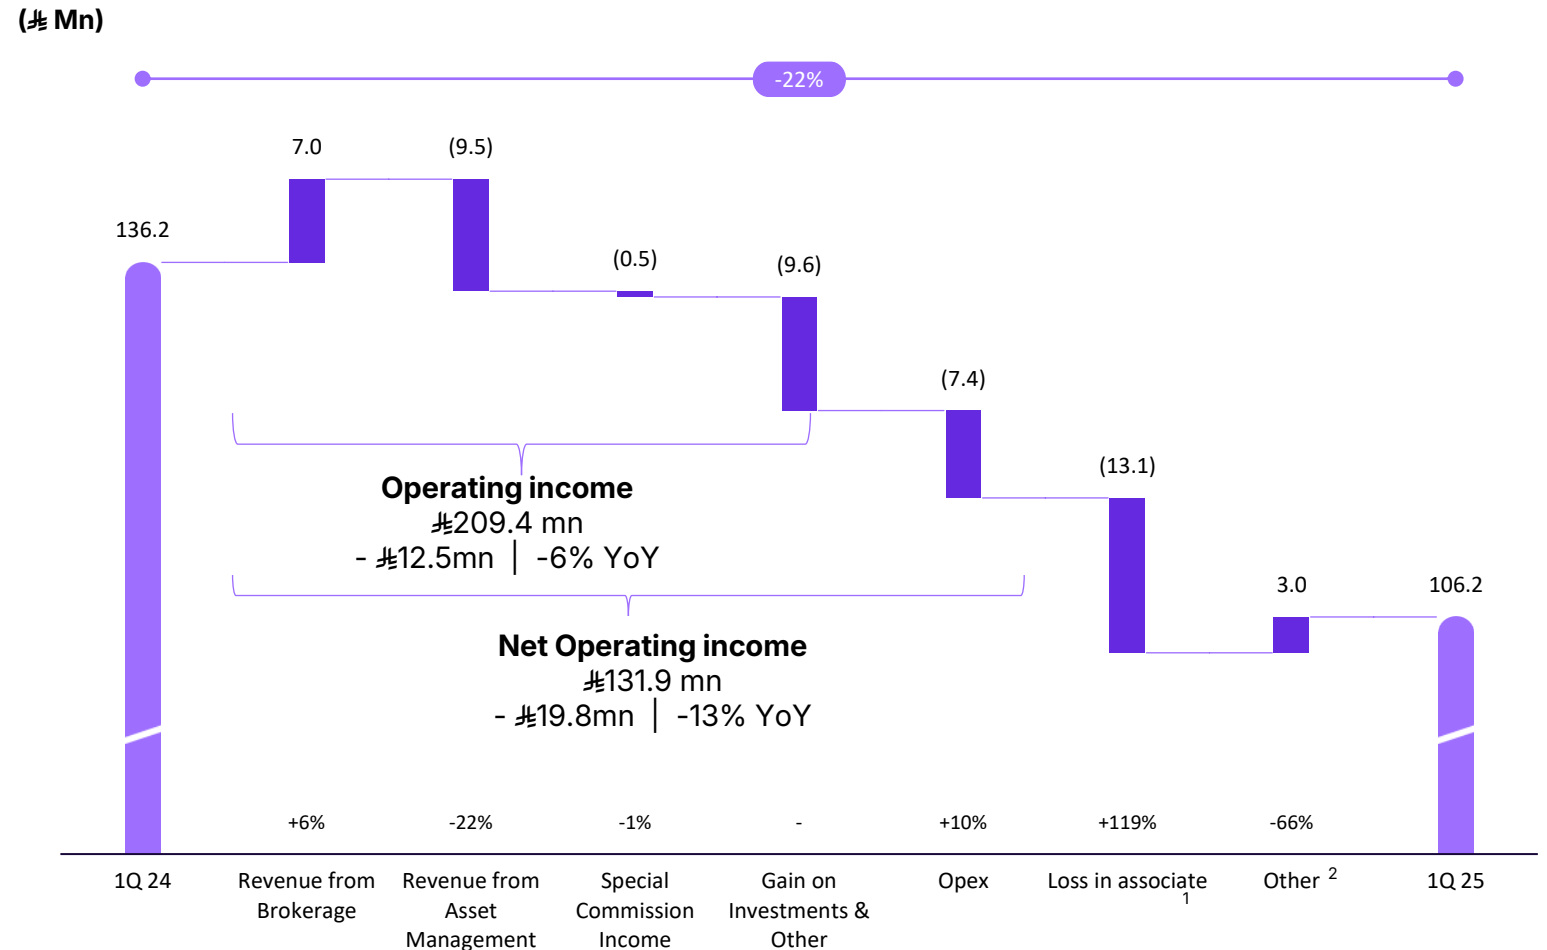 (⃁ Mn)
-22%
7.0
(9.5)
136.2
(0.5)
(9.6)
(7.4)
(13.1)
Operating income
⃁209.4 mn
- ⃁12.5mn | -6% YoY
3.0
106.2
Net Operating income
⃁131.9 mn
- ⃁19.8mn | -13% YoY
+6%
-22%
-1%
-
+10%
+119%
-66%
1Q 24
Revenue from
Brokerage
Revenue from
Asset
Management
Special
Commission
Income
Gain on
Investments &
Other
Opex
Loss in associate
1
Other 2
1Q 25